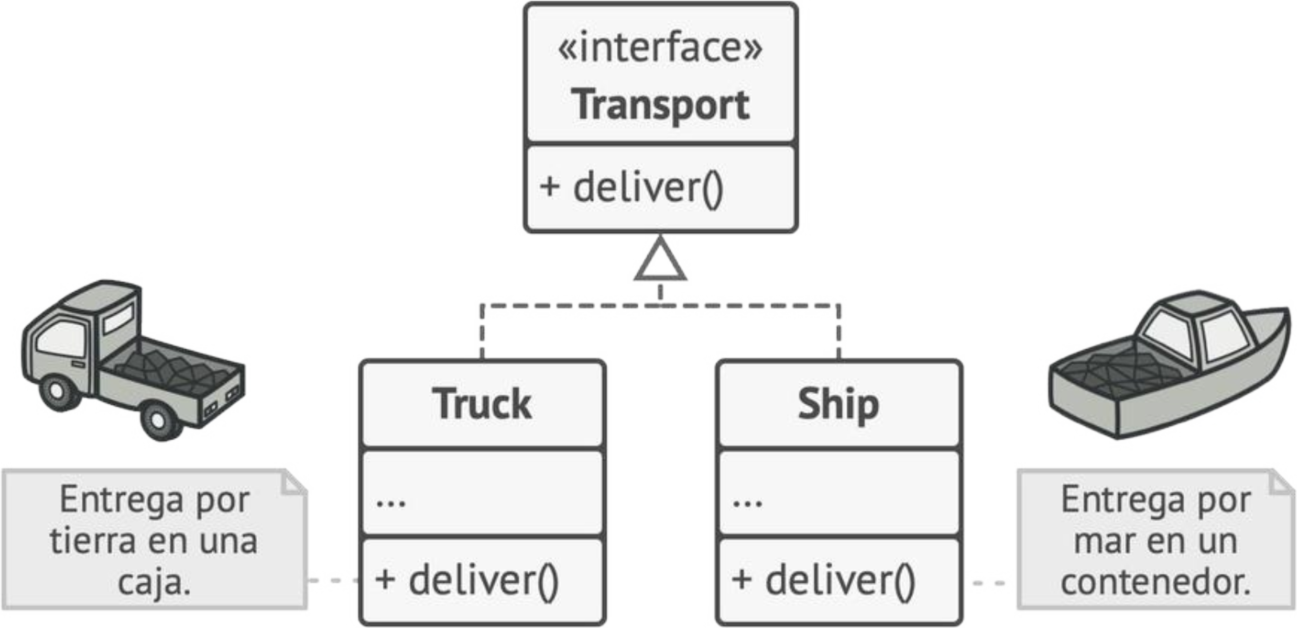 «interface»
Transport
+ deliver()
Truck
...
+ deliver()
Ship
...
+ deliver()
Entrega por
tierra en una
caja.
Entrega por
mar en un
contenedor.